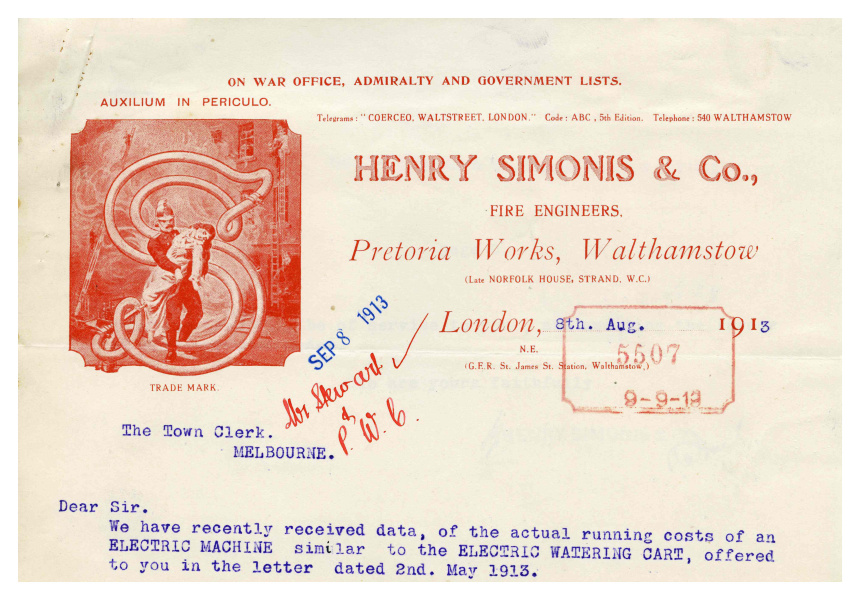 ON WAR OFFICE, ADMIRALTY AND GOVERNMENT LISTS.
AUXILIUM IN PERICULO.
Telegrams: "COERCEO, WALTSTREET, LONDON." Code: ABC, 5th Edition. Telephone: 540 WALTHAMSTOW
HENRY SIMONIS & Co.,
FIRE ENGINEERS.
Pretoria Works, Walthamstow
(Late NORFOLK HOUSE, STRAND, W.C.)
London, 8th. Aug. 1913
N.E.
(G.E.R. St. James St. Station, Walthamstow.)
5507
9-9-13
SEP 8 1913
TRADE MARK.
Mr Stewart
&
P.W.C.
The Town Clerk.
MELBOURNE.
Dear Sir.
We have recently received data, of the actual running costs of an
ELECTRIC MACHINE similar to the ELECTRIC WATERING CART, offered
to you in the letter dated 2nd. May 1913.